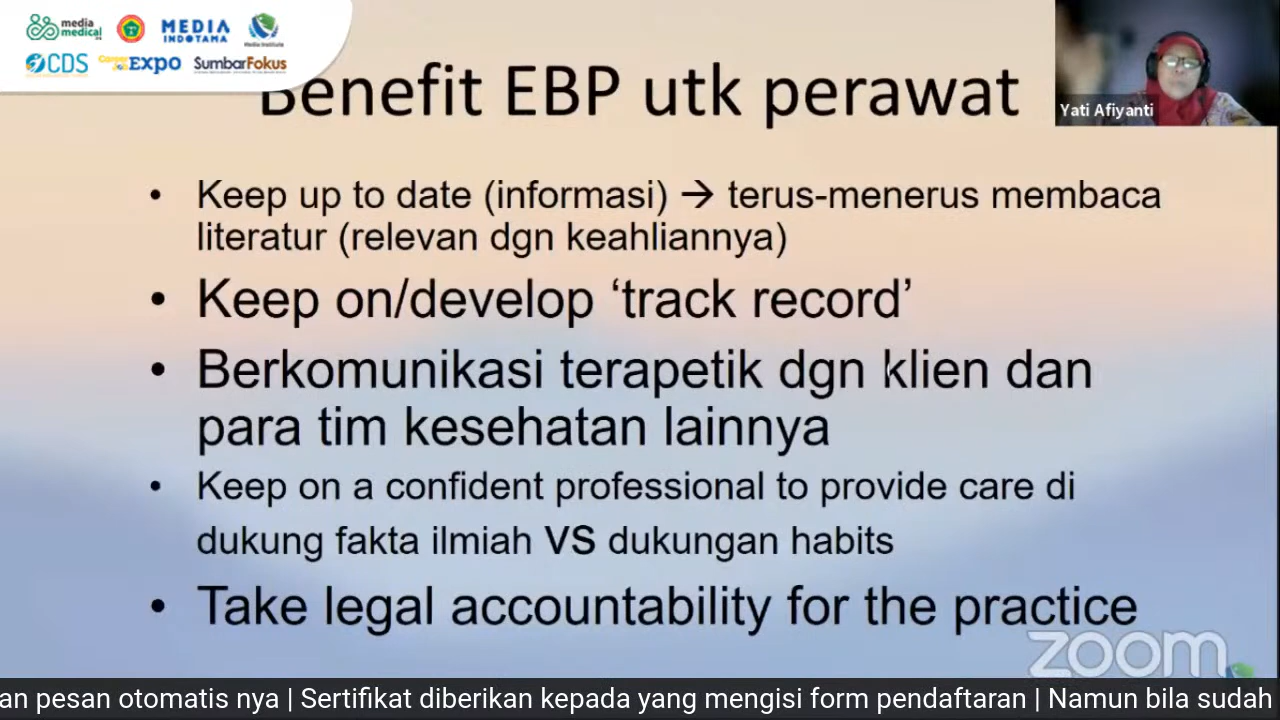 media
medical
MEDIA
INDOTAMA
Media Institute
CDS
Career
Expo
SumbarFokus
Benefit EBP utk perawat
Yati Afiyanti
• Keep up to date (informasi) → terus-menerus membaca
literatur (relevan dgn keahliannya)
• Keep on/develop ‘track record’
• Berkomunikasi terapetik dgn klien dan
para tim kesehatan lainnya
• Keep on a confident professional to provide care di
dukung fakta ilmiah VS dukungan habits
• Take legal accountability for the practice
zoom
an pesan otomatis nya | Sertifikat diberikan kepada yang mengisi form pendaftaran | Namun bila sudah